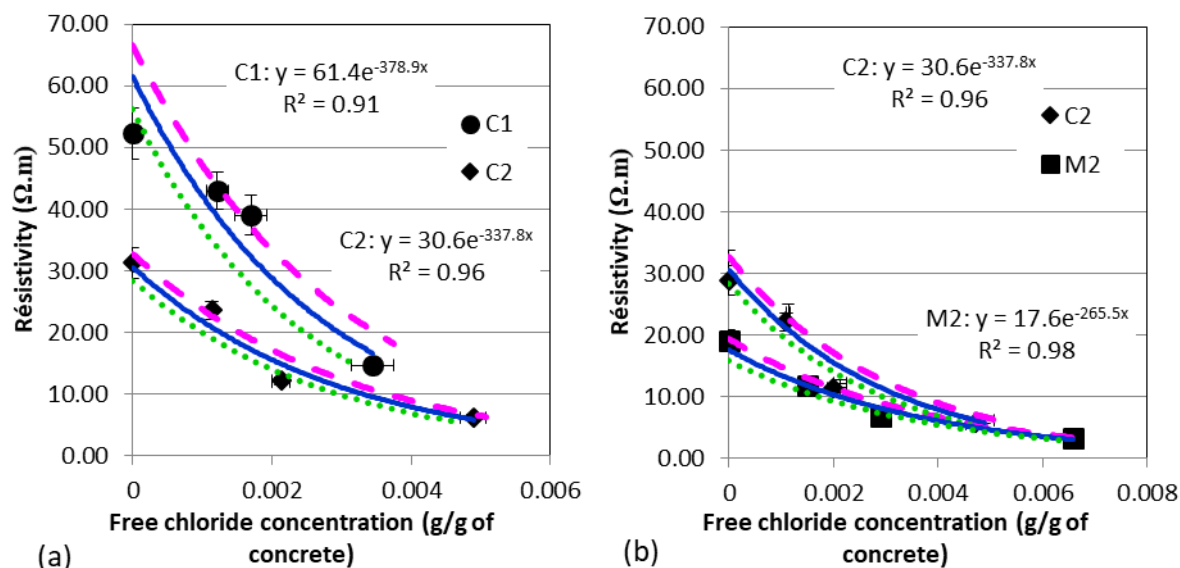 70.00
60.00
50.00
40.00
30.00
20.00
10.00
0.00
Résistivity (Ω.m)
C1: y = 61.4e-378.9x
R² = 0.91
C1
C2
C2: y = 30.6e-337.8x
R² = 0.96
0 0.002 0.004 0.006
Free chloride concentration (g/g of
concrete)
(a)
70.00
60.00
50.00
40.00
30.00
20.00
10.00
0.00
Résistivity (Ω.m)
C2: y = 30.6e-337.8x
R² = 0.96
C2
M2
M2: y = 17.6e-265.5x
R² = 0.98
0 0.002 0.004 0.006 0.008
Free chloride concentration (g/g of
concrete)
(b)